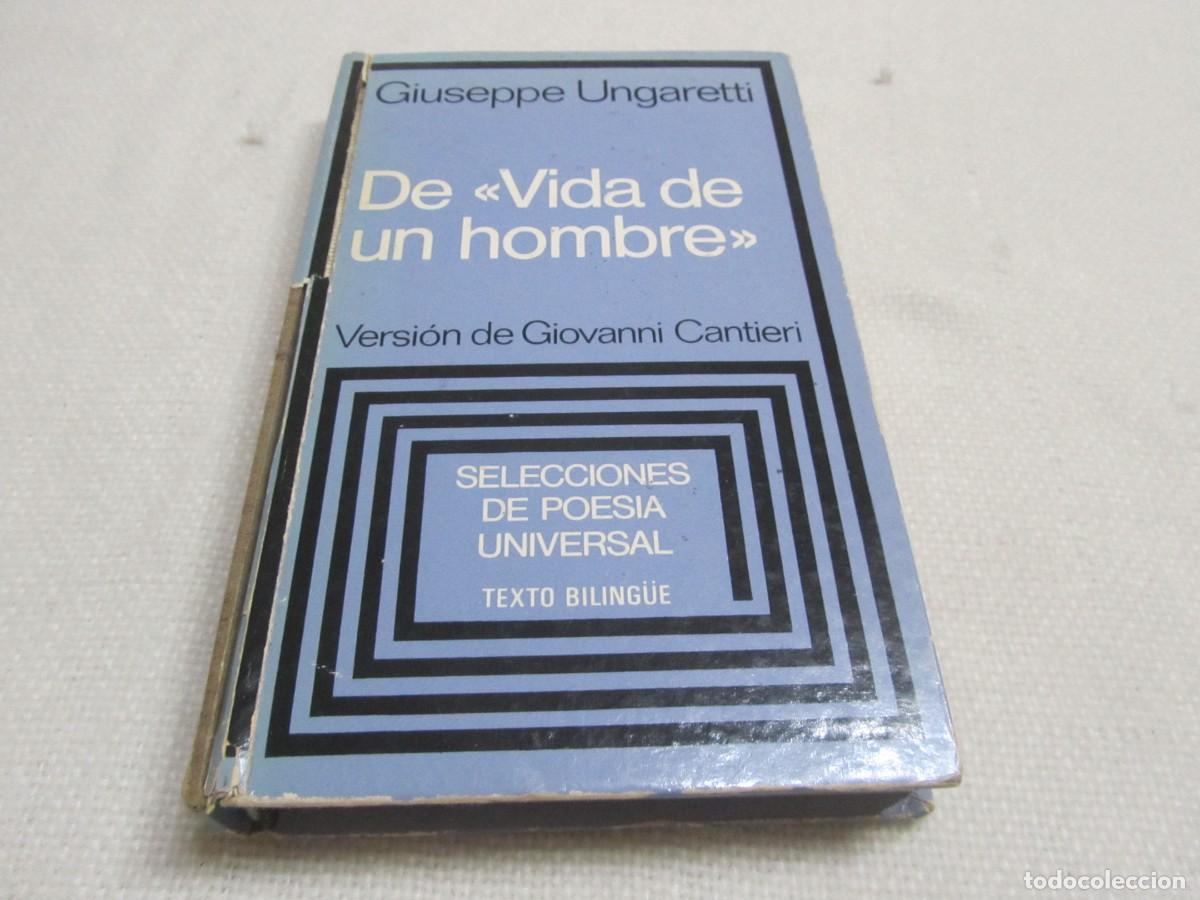 Giuseppe Ungaretti
De «Vida de
un hombre»
Versión de Giovanni Cantieri
SELECCIONES
DE POESIA
UNIVERSAL
TEXTO BILINGÜE
todocoleccion